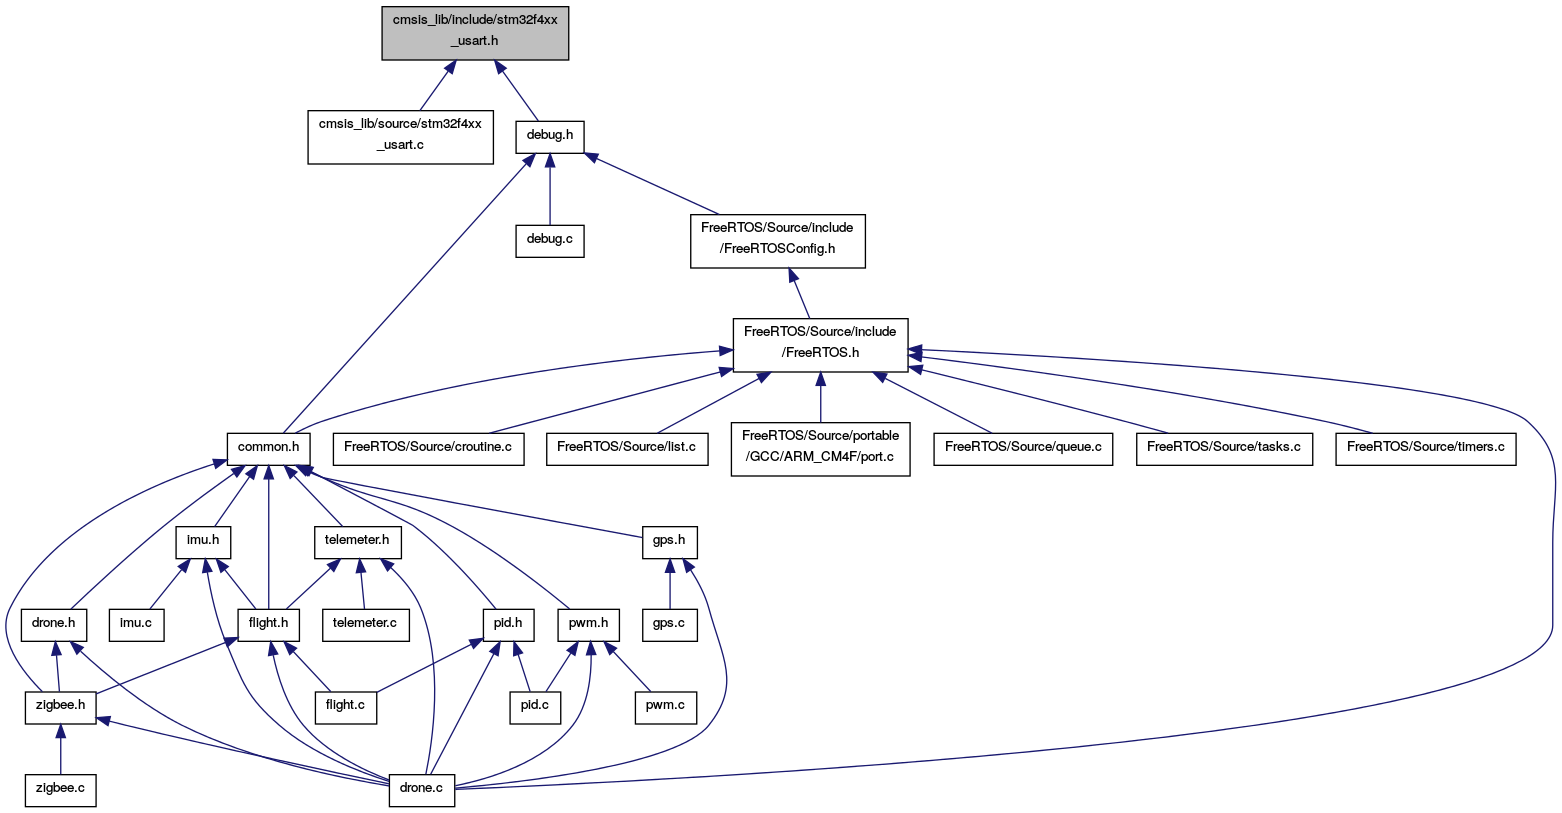 cmsis_lib/include/stm32f4xx
_usart.h
cmsis_lib/source/stm32f4xx
_usart.c
debug.h
debug.c
FreeRTOS/Source/include
/FreeRTOSConfig.h
FreeRTOS/Source/include
/FreeRTOS.h
common.h
FreeRTOS/Source/croutine.c
FreeRTOS/Source/list.c
FreeRTOS/Source/portable
/GCC/ARM_CM4F/port.c
FreeRTOS/Source/queue.c
FreeRTOS/Source/tasks.c
FreeRTOS/Source/timers.c
imu.h
telemeter.h
gps.h
drone.h
imu.c
flight.h
telemeter.c
pid.h
pwm.h
gps.c
zigbee.h
flight.c
pid.c
pwm.c
zigbee.c
drone.c